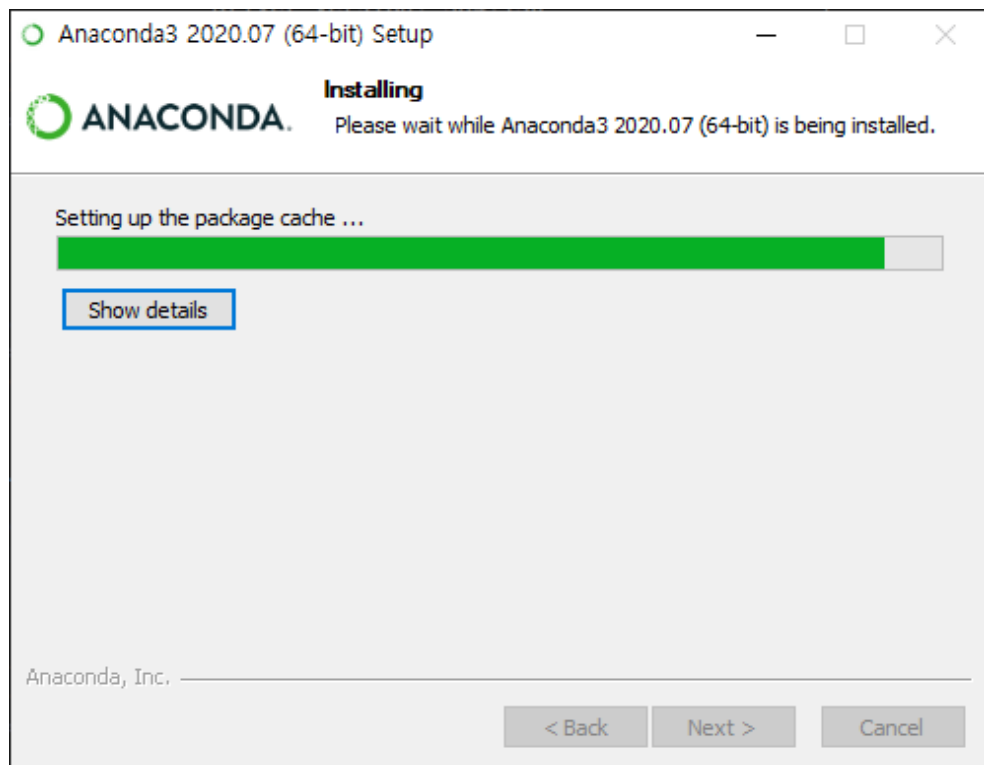 Anaconda3 2020.07 (64-bit) Setup
ANACONDA.
Installing
Please wait while Anaconda3 2020.07 (64-bit) is being installed.
Setting up the package cache ...
Show details
Anaconda, Inc.
< Back
Next >
Cancel